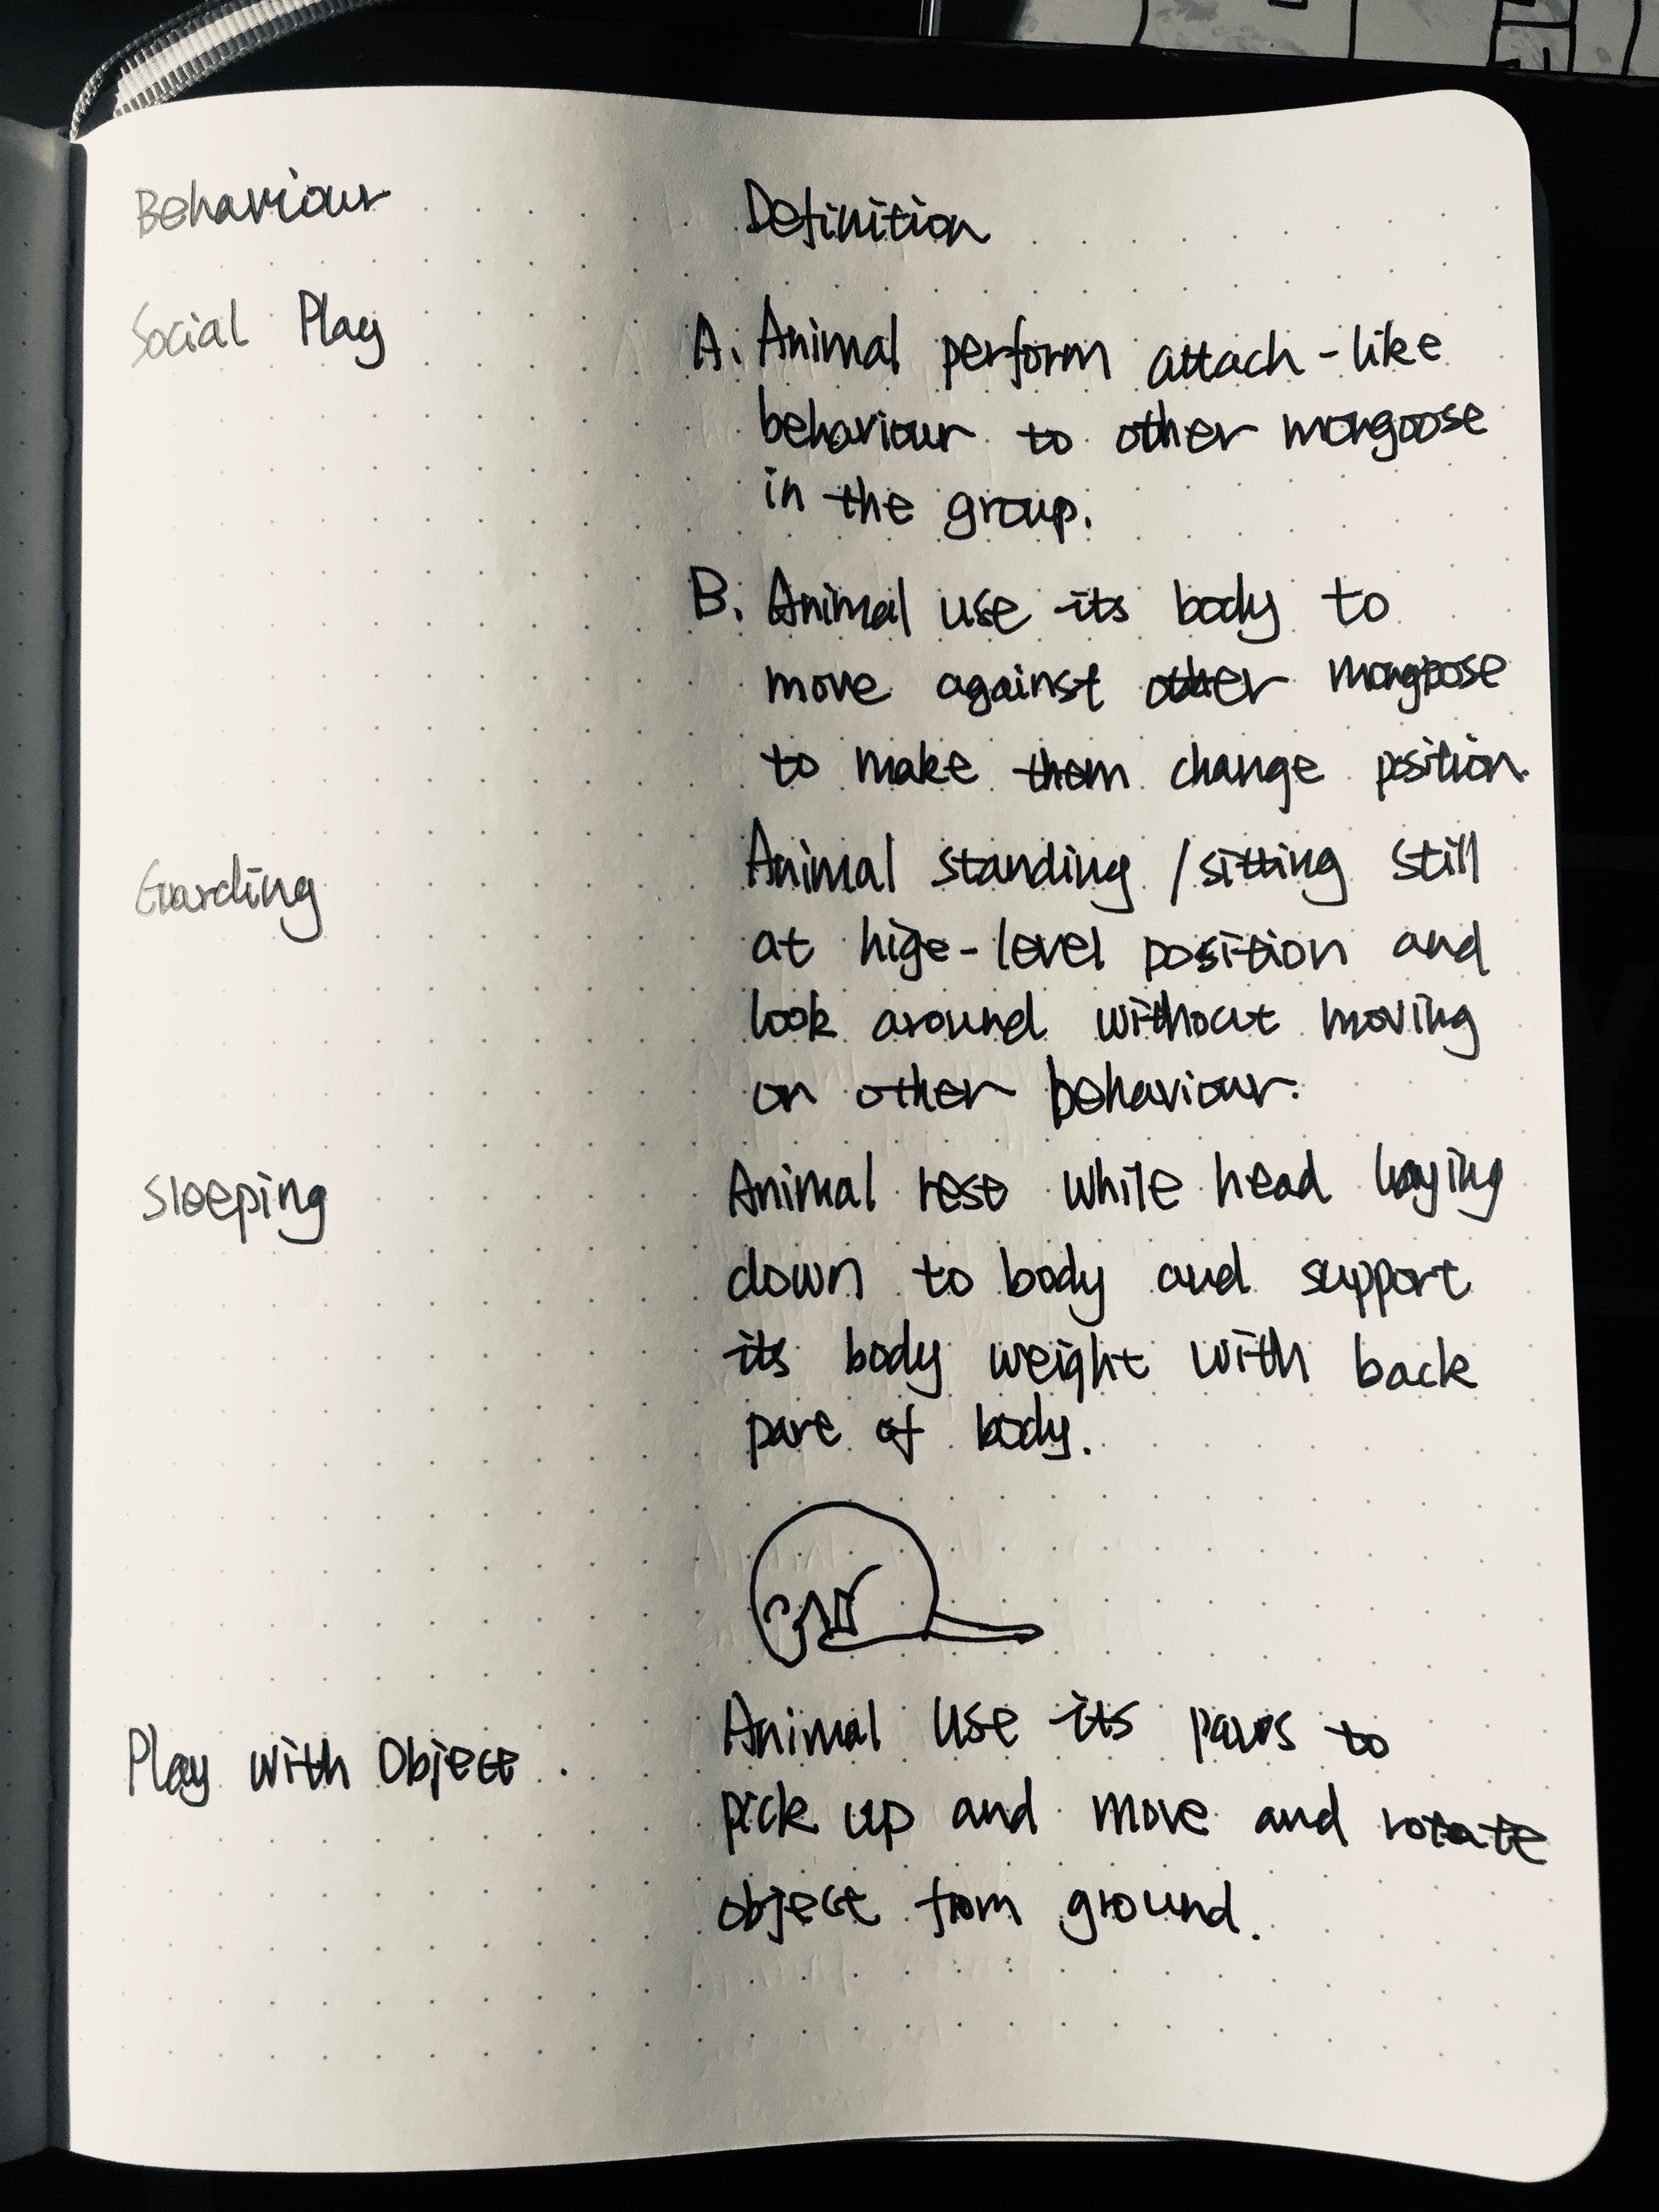 Behaviour Definition
Social Play A. Animal perform attach-like
behaviour to other mongoose
in the group.
B. Animal use its body to
move against other mongoose
to make them change position.
Guarding Animal standing /sitting still
at hige-level position and
look around without moving
on other behaviour.
Sleeping Animal rest while head laying
down to body and support
its body weight with back
part of body.
Play with Object. Animal use its paws to
pick up and move and rotate
object from ground.